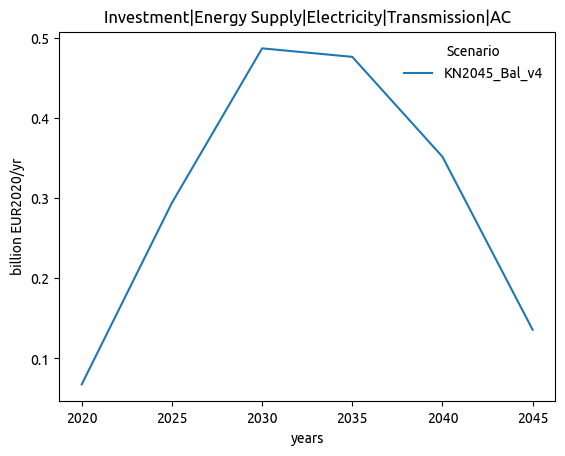 Investment|Energy Supply|Electricity|Transmission|AC
Scenario
KN2045_Bal_v4
billion EUR2020/yr
0.5
0.4
0.3
0.2
0.1
2020 2025 2030 2035 2040 2045
years